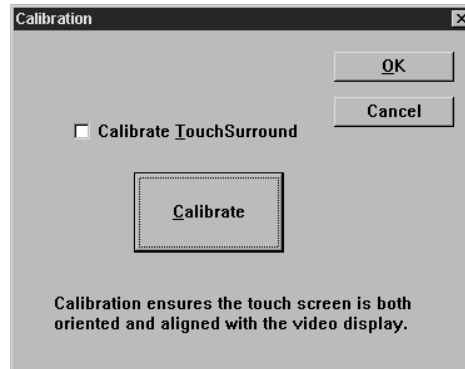 Calibration
OK
Cancel
Calibrate TouchSurround
Calibrate
Calibration ensures the touch screen is both
oriented and aligned with the video display.